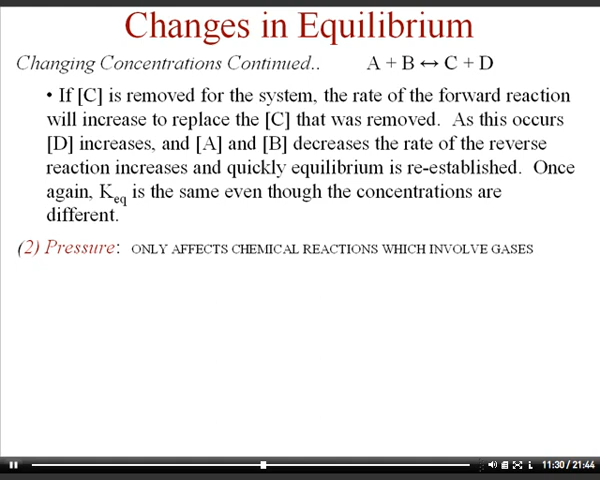 Changes in Equilibrium
Changing Concentrations Continued.. A + B ↔ C + D
• If [C] is removed for the system, the rate of the forward reaction
will increase to replace the [C] that was removed. As this occurs
[D] increases, and [A] and [B] decreases the rate of the reverse
reaction increases and quickly equilibrium is re-established. Once
again, Keq is the same even though the concentrations are
different.
(2) Pressure: ONLY AFFECTS CHEMICAL REACTIONS WHICH INVOLVE GASES
11:30 / 21:44